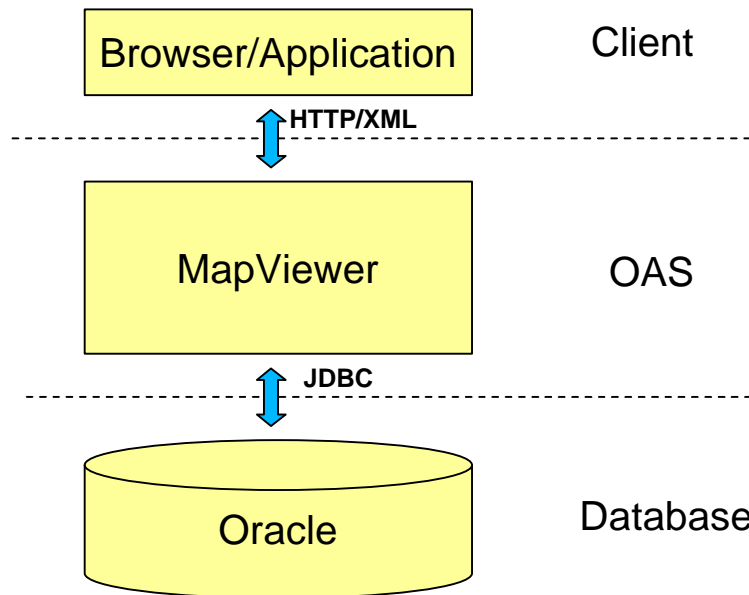 Browser/Application
Client
HTTP/XML
MapViewer
OAS
JDBC
Oracle
Database